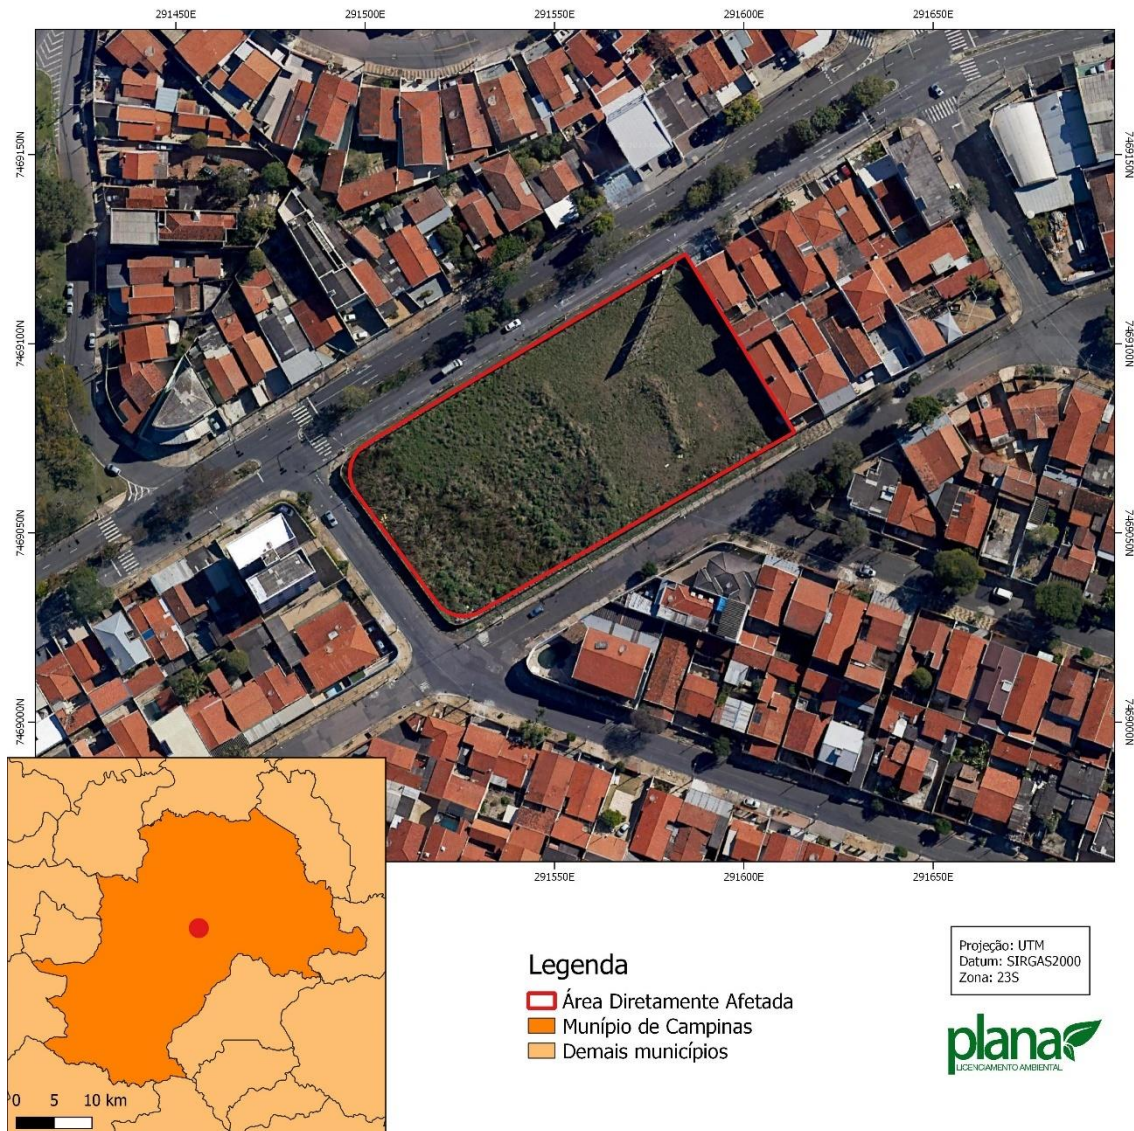 291450E
291500E
291550E
291600E
291650E
7469150N
7469150N
7469100N
7469100N
7469050N
7469050N
7469000N
7469000N
291550E
291600E
291650E
0 5 10 km
Legenda
Área Diretamente Afetada
Munípio de Campinas
Demais municípios
Projeção: UTM
Datum: SIRGAS2000
Zona: 23S
plana
LICENCIAMENTO AMBIENTAL